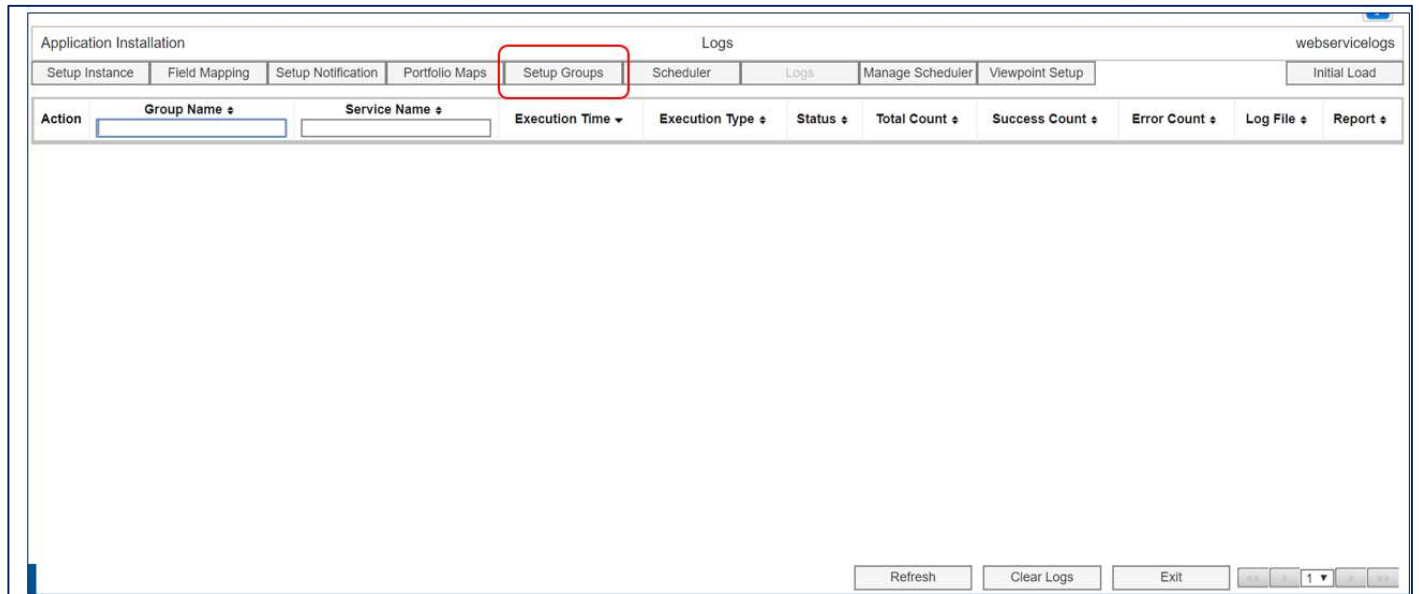 Application Installation Logs webservicelogs
Setup Instance Field Mapping Setup Notification Portfolio Maps Setup Groups Scheduler Logs Manage Scheduler Viewpoint Setup Initial Load
Action Group Name Service Name Execution Time Execution Type Status Total Count Success Count Error Count Log File Report
Refresh Clear Logs Exit << < 1 > >>